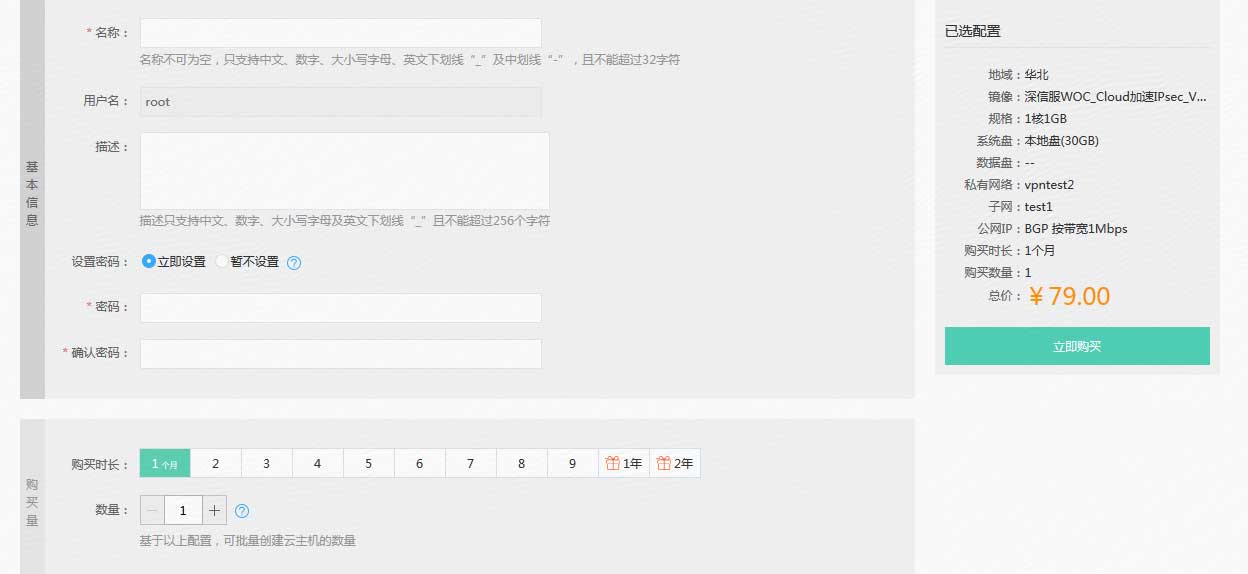 基本信息
* 名称：
名称不可为空，只支持中文、数字、大小写字母、英文下划线“_”及中划线“-”，且不能超过32字符
用户名： root
描述：
描述只支持中文、数字、大小写字母及英文下划线“_”且不能超过256个字符
设置密码： 立即设置 暂不设置 ?
* 密码：
* 确认密码：
购买量
购买时长： 1 个月 2 3 4 5 6 7 8 9 1年 2年
数量： － 1 + ?
基于以上配置，可批量创建云主机的数量
已选配置
地域：华北
镜像：深信服WOC_Cloud加速IPsec_V...
规格：1核1GB
系统盘：本地盘(30GB)
数据盘：--
私有网络：vpntest2
子网：test1
公网IP：BGP 按带宽1Mbps
购买时长：1个月
购买数量：1
总价：¥ 79.00
立即购买